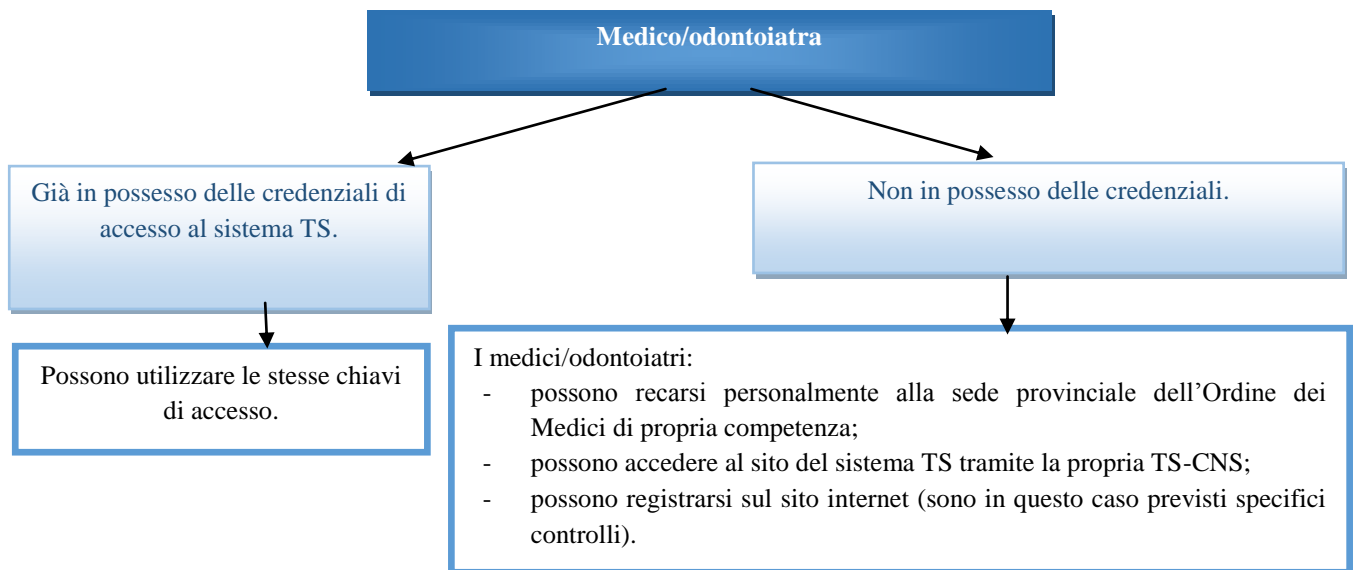 Medico/odontoiatra
Già in possesso delle credenziali di
accesso al sistema TS.
Non in possesso delle credenziali.
Possono utilizzare le stesse chiavi
di accesso.
I medici/odontoiatri:
- possono recarsi personalmente alla sede provinciale dell’Ordine dei
Medici di propria competenza;
- possono accedere al sito del sistema TS tramite la propria TS-CNS;
- possono registrarsi sul sito internet (sono in questo caso previsti specifici
controlli).